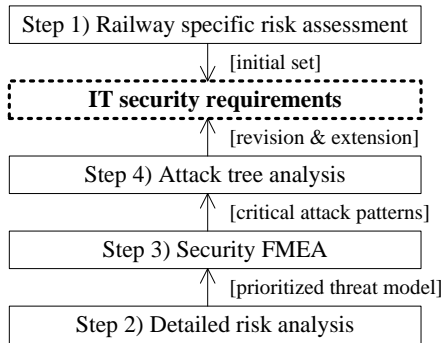 Step 1) Railway specific risk assessment
[initial set]
IT security requirements
[revision & extension]
Step 4) Attack tree analysis
[critical attack patterns]
Step 3) Security FMEA
[prioritized threat model]
Step 2) Detailed risk analysis